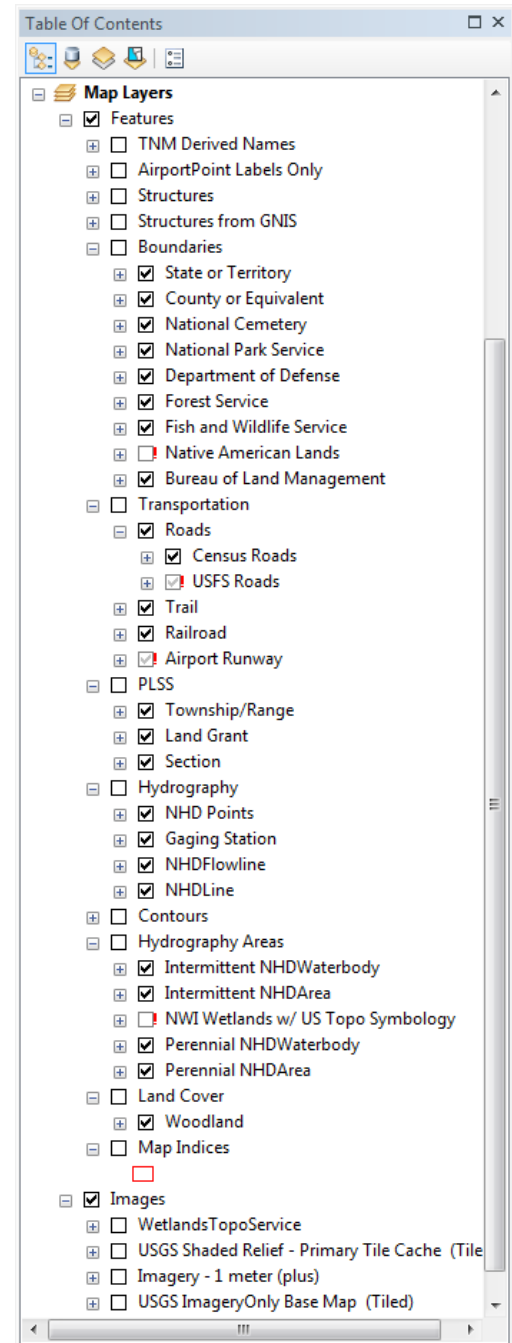 Table Of Contents
Map Layers
Features
TNM Derived Names
AirportPoint Labels Only
Structures
Structures from GNIS
Boundaries
State or Territory
County or Equivalent
National Cemetery
National Park Service
Department of Defense
Forest Service
Fish and Wildlife Service
Native American Lands
Bureau of Land Management
Transportation
Roads
Census Roads
USFS Roads
Trail
Railroad
Airport Runway
PLSS
Township/Range
Land Grant
Section
Hydrography
NHD Points
Gaging Station
NHDFlowline
NHDLine
Contours
Hydrography Areas
Intermittent NHDWaterbody
Intermittent NHDArea
NWI Wetlands w/ US Topo Symbology
Perennial NHDWaterbody
Perennial NHDArea
Land Cover
Woodland
Map Indices
Images
WetlandsTopoService
USGS Shaded Relief - Primary Tile Cache (Tile
Imagery - 1 meter (plus)
USGS ImageryOnly Base Map (Tiled)